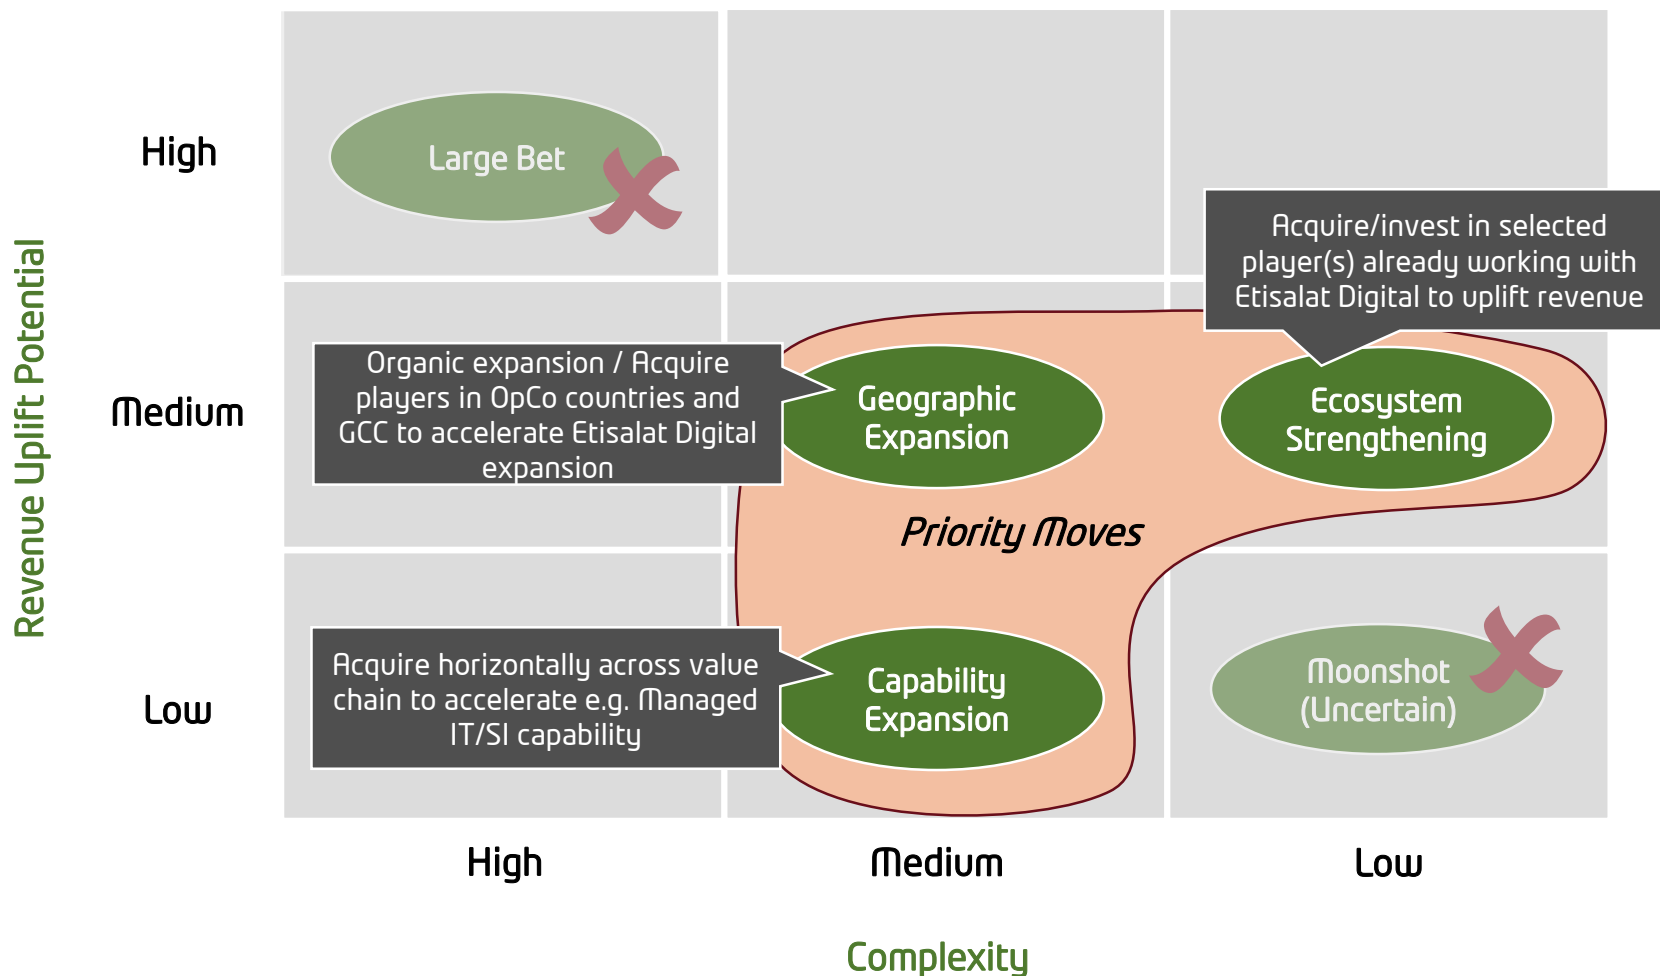 Revenue Uplift Potential
High
Large Bet
Acquire/invest in selected
player(s) already working with
Etisalat Digital to uplift revenue
Medium
Organic expansion / Acquire
players in OpCo countries and
GCC to accelerate Etisalat Digital
expansion
Geographic
Expansion
Ecosystem
Strengthening
Priority Moves
Low
Acquire horizontally across value
chain to accelerate e.g. Managed
IT/SI capability
Capability
Expansion
Moonshot
(Uncertain)
High
Medium
Low
Complexity